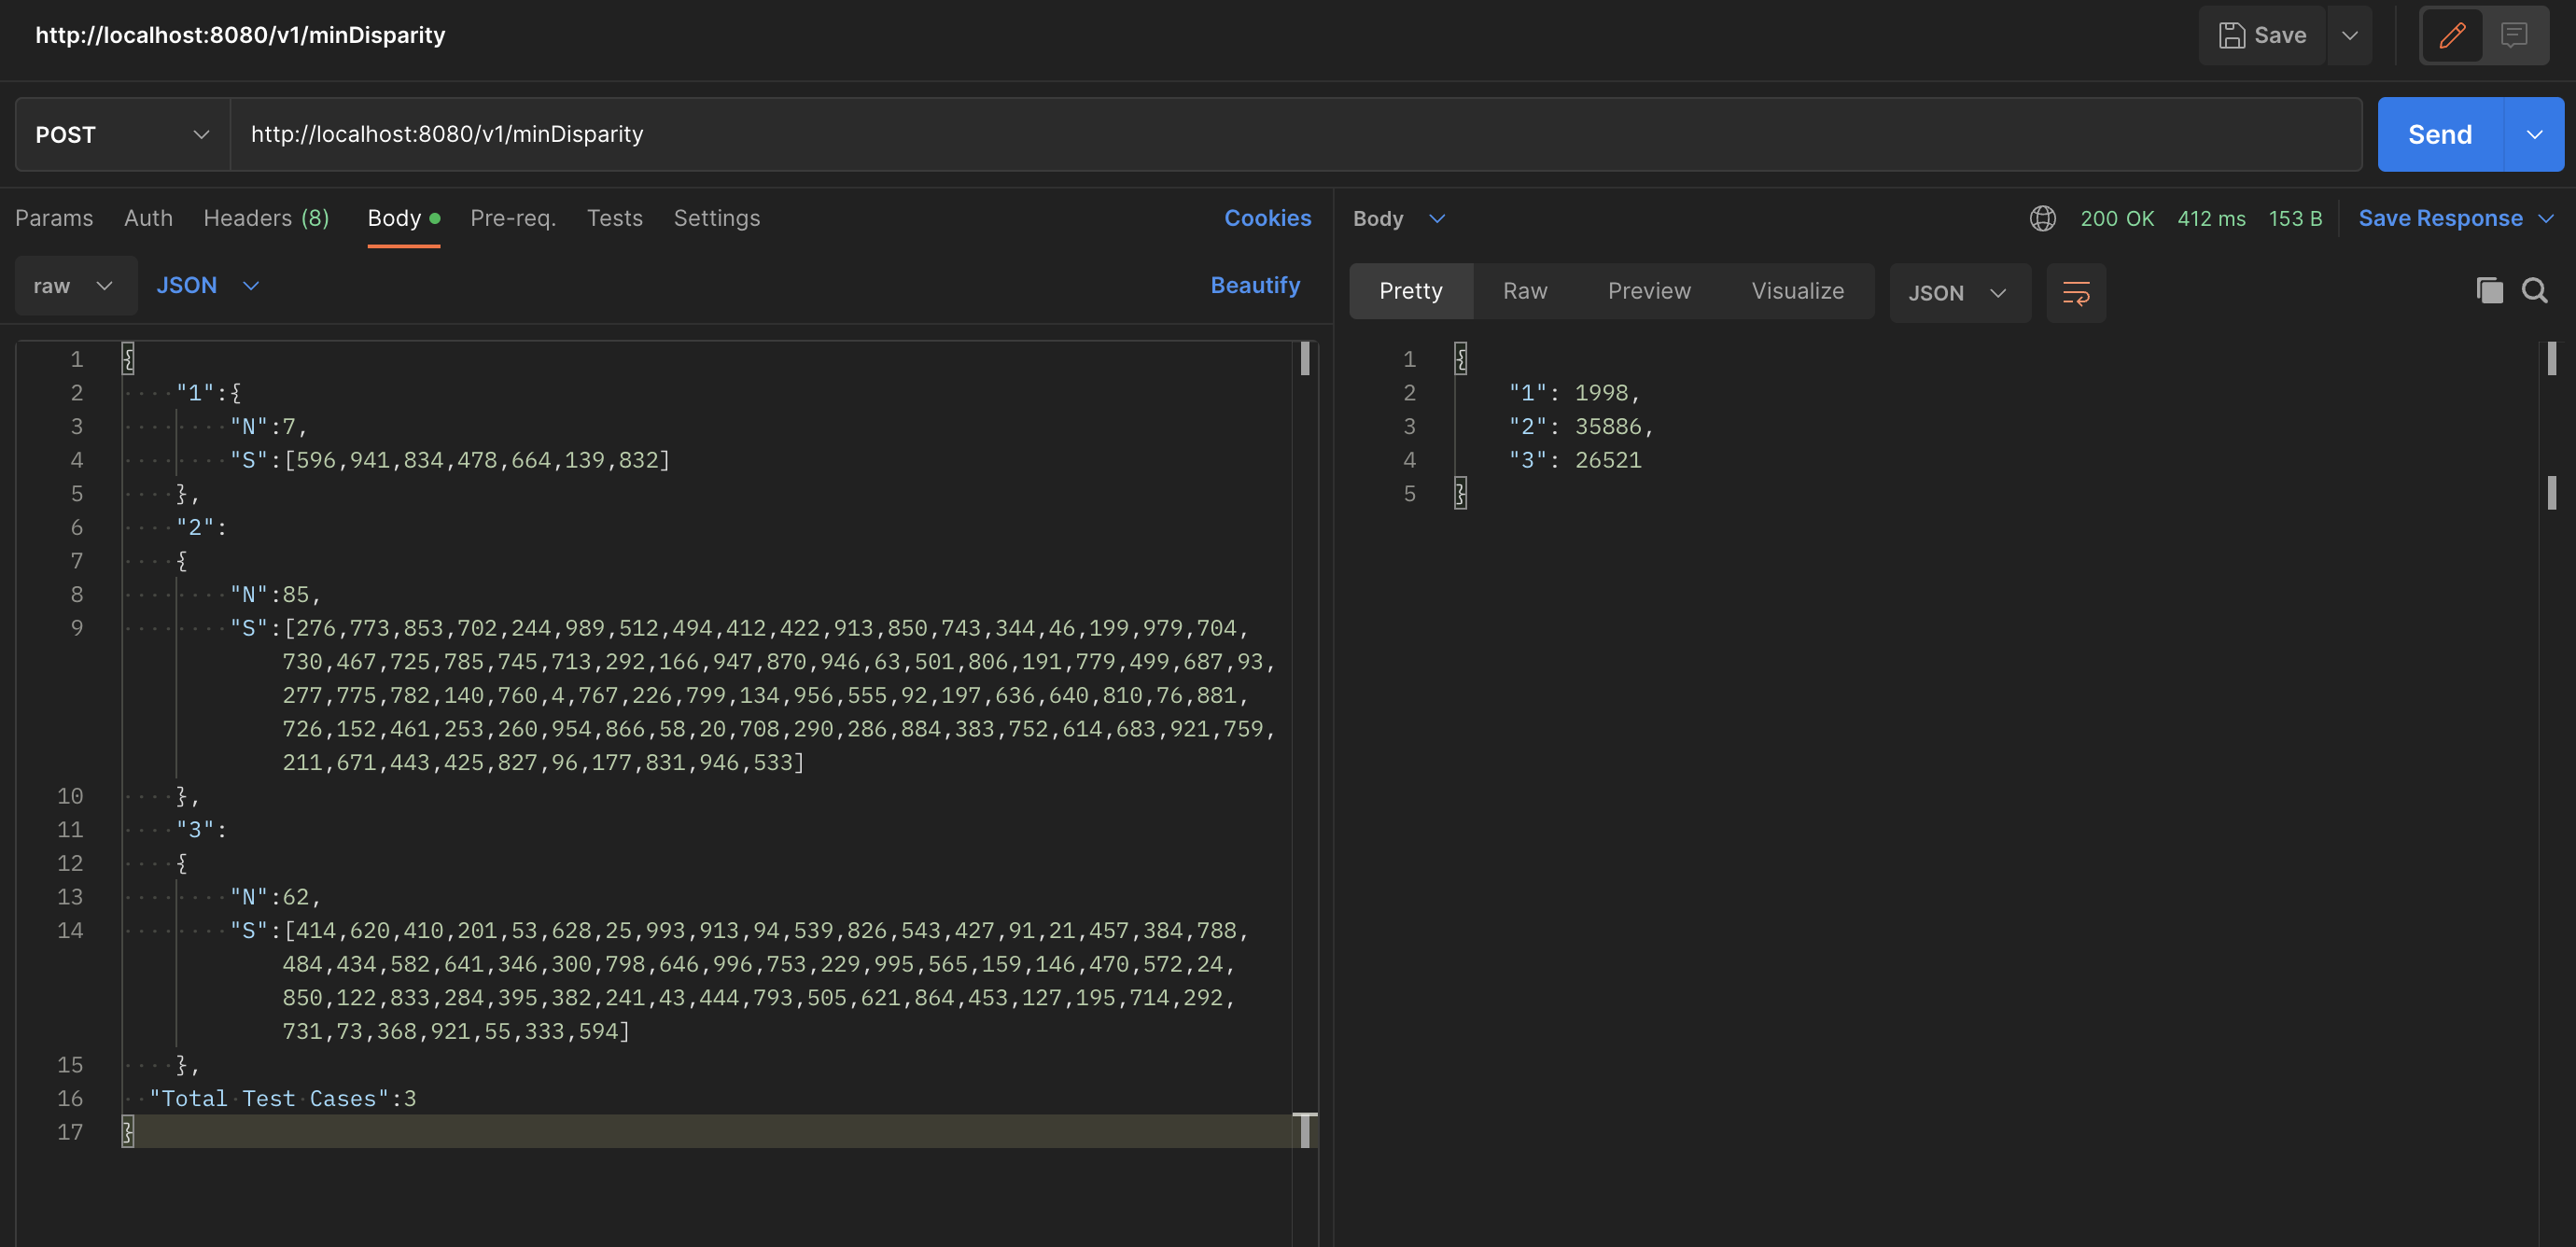 http://localhost:8080/v1/minDisparity
Save
POST
http://localhost:8080/v1/minDisparity
Send
Params Auth Headers (8) Body Pre-req. Tests Settings
Cookies
raw JSON
Beautify
1 {
2 "1":{
3 "N":7,
4 "S":[596,941,834,478,664,139,832]
5 },
6 "2":
7 {
8 "N":85,
9 "S":[276,773,853,702,244,989,512,494,412,422,913,850,743,344,46,199,979,704,
730,467,725,785,745,713,292,166,947,870,946,63,501,806,191,779,499,687,93,
277,775,782,140,760,4,767,226,799,134,956,555,92,197,636,640,810,76,881,
726,152,461,253,260,954,866,58,20,708,290,286,884,383,752,614,683,921,759,
211,671,443,425,827,96,177,831,946,533]
10 },
11 "3":
12 {
13 "N":62,
14 "S":[414,620,410,201,53,628,25,993,913,94,539,826,543,427,91,21,457,384,788,
484,434,582,641,346,300,798,646,996,753,229,995,565,159,146,470,572,24,
850,122,833,284,395,382,241,43,444,793,505,621,864,453,127,195,714,292,
731,73,368,921,55,333,594]
15 },
16 "Total Test Cases":3
17 }
Body
200 OK 412 ms 153 B Save Response
Pretty Raw Preview Visualize JSON
1 {
2 "1": 1998,
3 "2": 35886,
4 "3": 26521
5 }